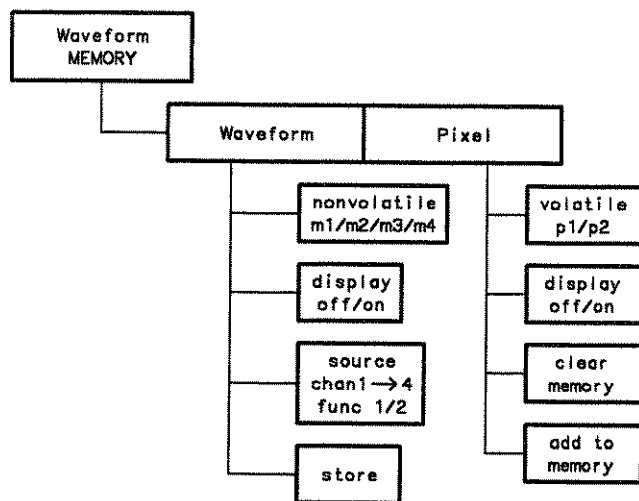 Waveform
MEMORY
Waveform
Pixel
nonvolatile
m1/m2/m3/m4
display
off/on
source
chan1→4
func 1/2
store
volatile
p1/p2
display
off/on
clear
memory
add to
memory